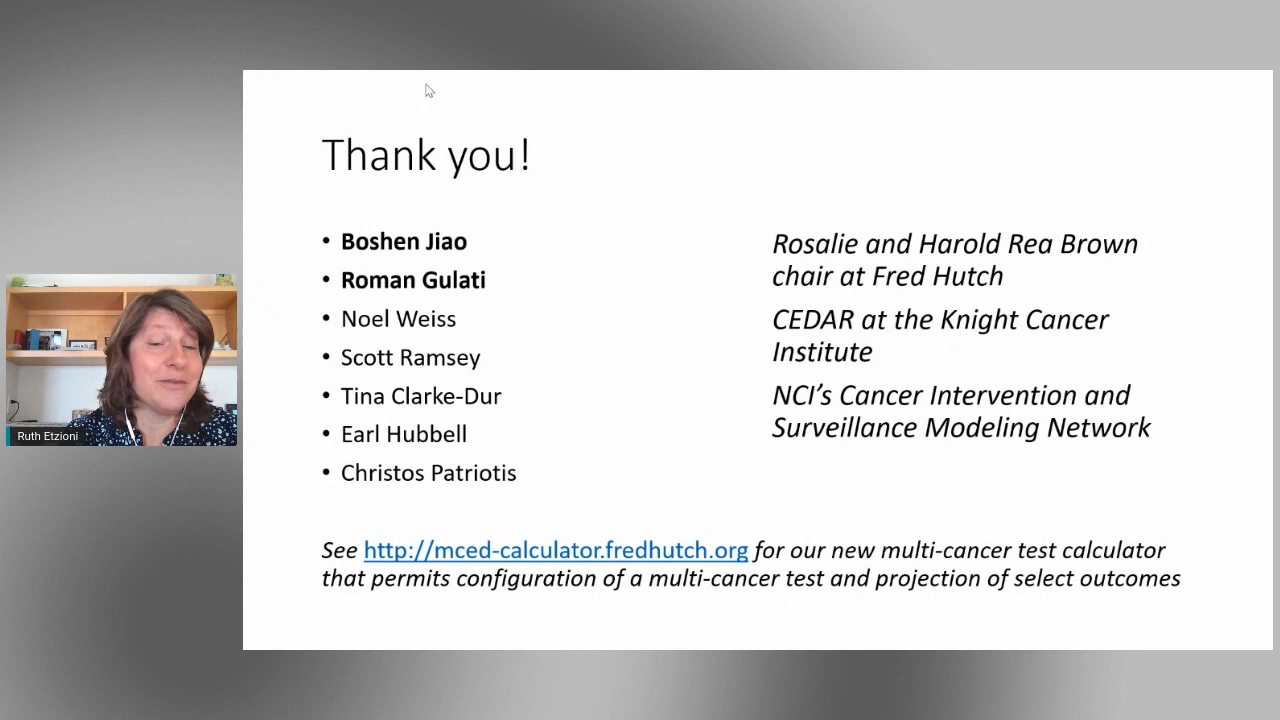 Thank you!
• Boshen Jiao
• Roman Gulati
• Noel Weiss
• Scott Ramsey
• Tina Clarke-Dur
• Earl Hubbell
• Christos Patriotis
Rosalie and Harold Rea Brown
chair at Fred Hutch
CEDAR at the Knight Cancer
Institute
NCI’s Cancer Intervention and
Surveillance Modeling Network
See http://mced-calculator.fredhutch.org for our new multi-cancer test calculator
that permits configuration of a multi-cancer test and projection of select outcomes
Ruth Etzioni